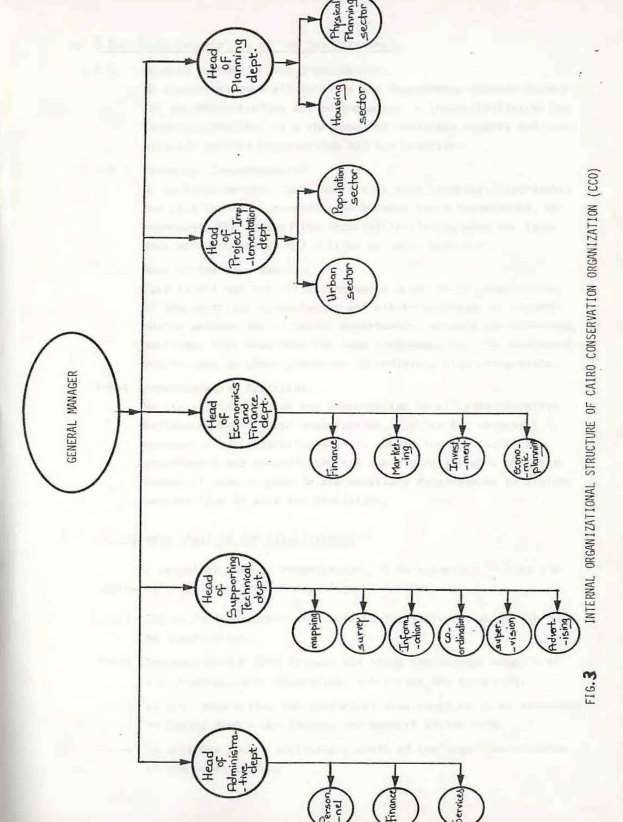 GENERAL MANAGER
Head
of
Administra-
-tive
dept.
Head
of
Supporting
Technical
dept.
Head
of
Economics
and
Finance
dept.
Head
of
Project Imp
-lementation
dept
Head
of
Planning
dept.
Person
-nel
Finance
Services
mapping
survey
Inform
-ation
co-
ordination
super-
-vision
Advert-
-ising
Finance
Market-
-ing
Invest
-ment
Econo-
-mic
planning
Urban
sector
Population
sector
Housing
sector
Physical
Planning
sector
FIG.3 INTERNAL ORGANIZATIONAL STRUCTURE OF CAIRO CONSERVATION ORGANIZATION (CCO)